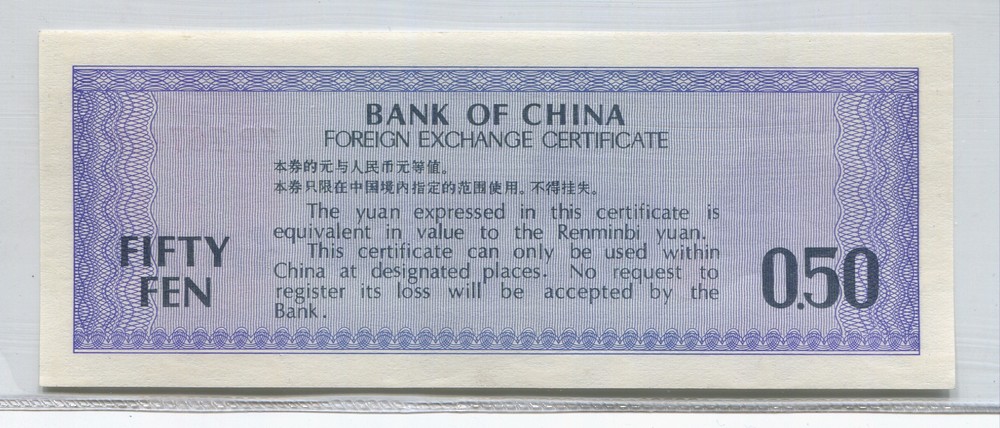 BANK OF CHINA
FOREIGN EXCHANGE CERTIFICATE
本券的元与人民币元等值。
本券只限在中国境内指定的范围使用。不得挂失。
The yuan expressed in this certificate is
equivalent in value to the Renminbi yuan.
This certificate can only be used within
China at designated places. No request to
register its loss will be accepted by the
Bank.
FIFTY
FEN
0.50